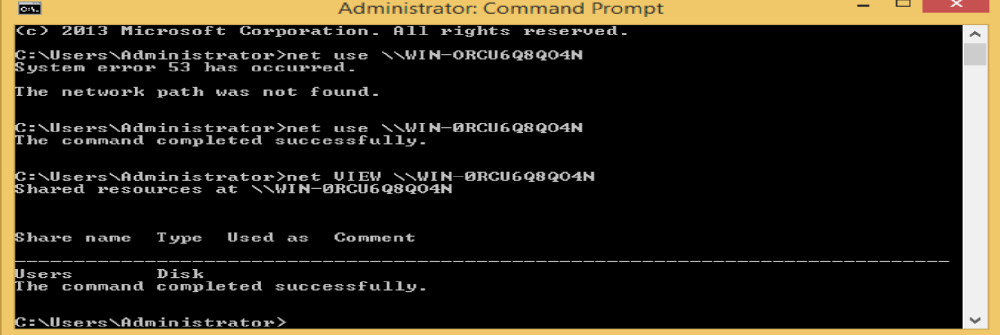 Administrator: Command Prompt
(c) 2013 Microsoft Corporation. All rights reserved.
C:\Users\Administrator>net use \\WIN-ORCU6Q8QO4N
System error 53 has occurred.
The network path was not found.
C:\Users\Administrator>net use \\WIN-0RCU6Q8QO4N
The command completed successfully.
C:\Users\Administrator>net VIEW \\WIN-0RCU6Q8QO4N
Shared resources at \\WIN-0RCU6Q8QO4N
Share name  Type  Used as  Comment
-------------------------------------------------------------------------------
Users       Disk
The command completed successfully.
C:\Users\Administrator>